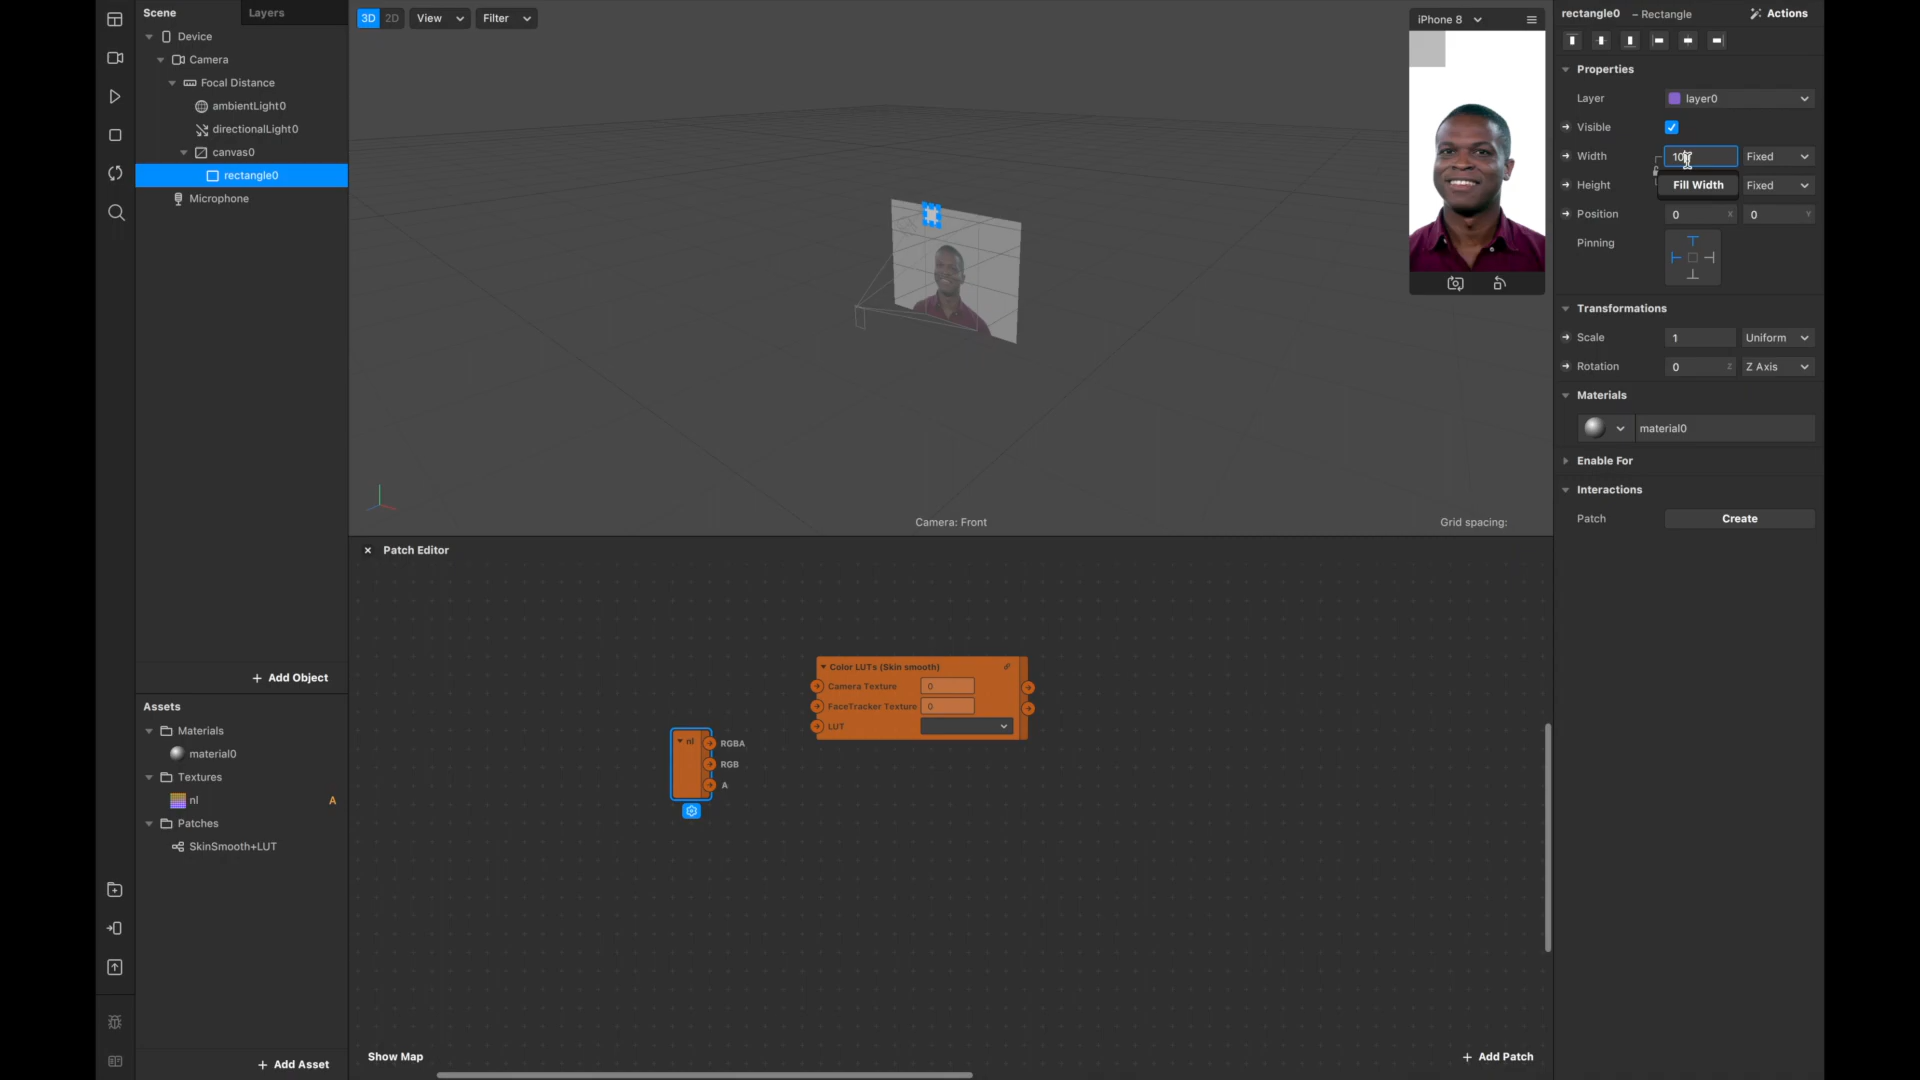 Scene
Layers
Device
Camera
Focal Distance
ambientLight0
directionalLight0
canvas0
rectangle0
Microphone
+ Add Object
Assets
Materials
material0
Textures
nl
A
Patches
SkinSmooth+LUT
+ Add Asset
3D
2D
View
Filter
iPhone 8
Camera: Front
Grid spacing:
Patch Editor
Color LUTs (Skin smooth)
Camera Texture
0
FaceTracker Texture
0
LUT
nl
RGBA
RGB
A
Show Map
+ Add Patch
rectangle0 – Rectangle
Actions
Properties
Layer
layer0
Visible
Width
Fixed
Fill Width
Height
Fixed
Position
0 X
0 Y
Pinning
Transformations
Scale
1
Uniform
Rotation
0 Z
Z Axis
Materials
material0
Enable For
Interactions
Patch
Create